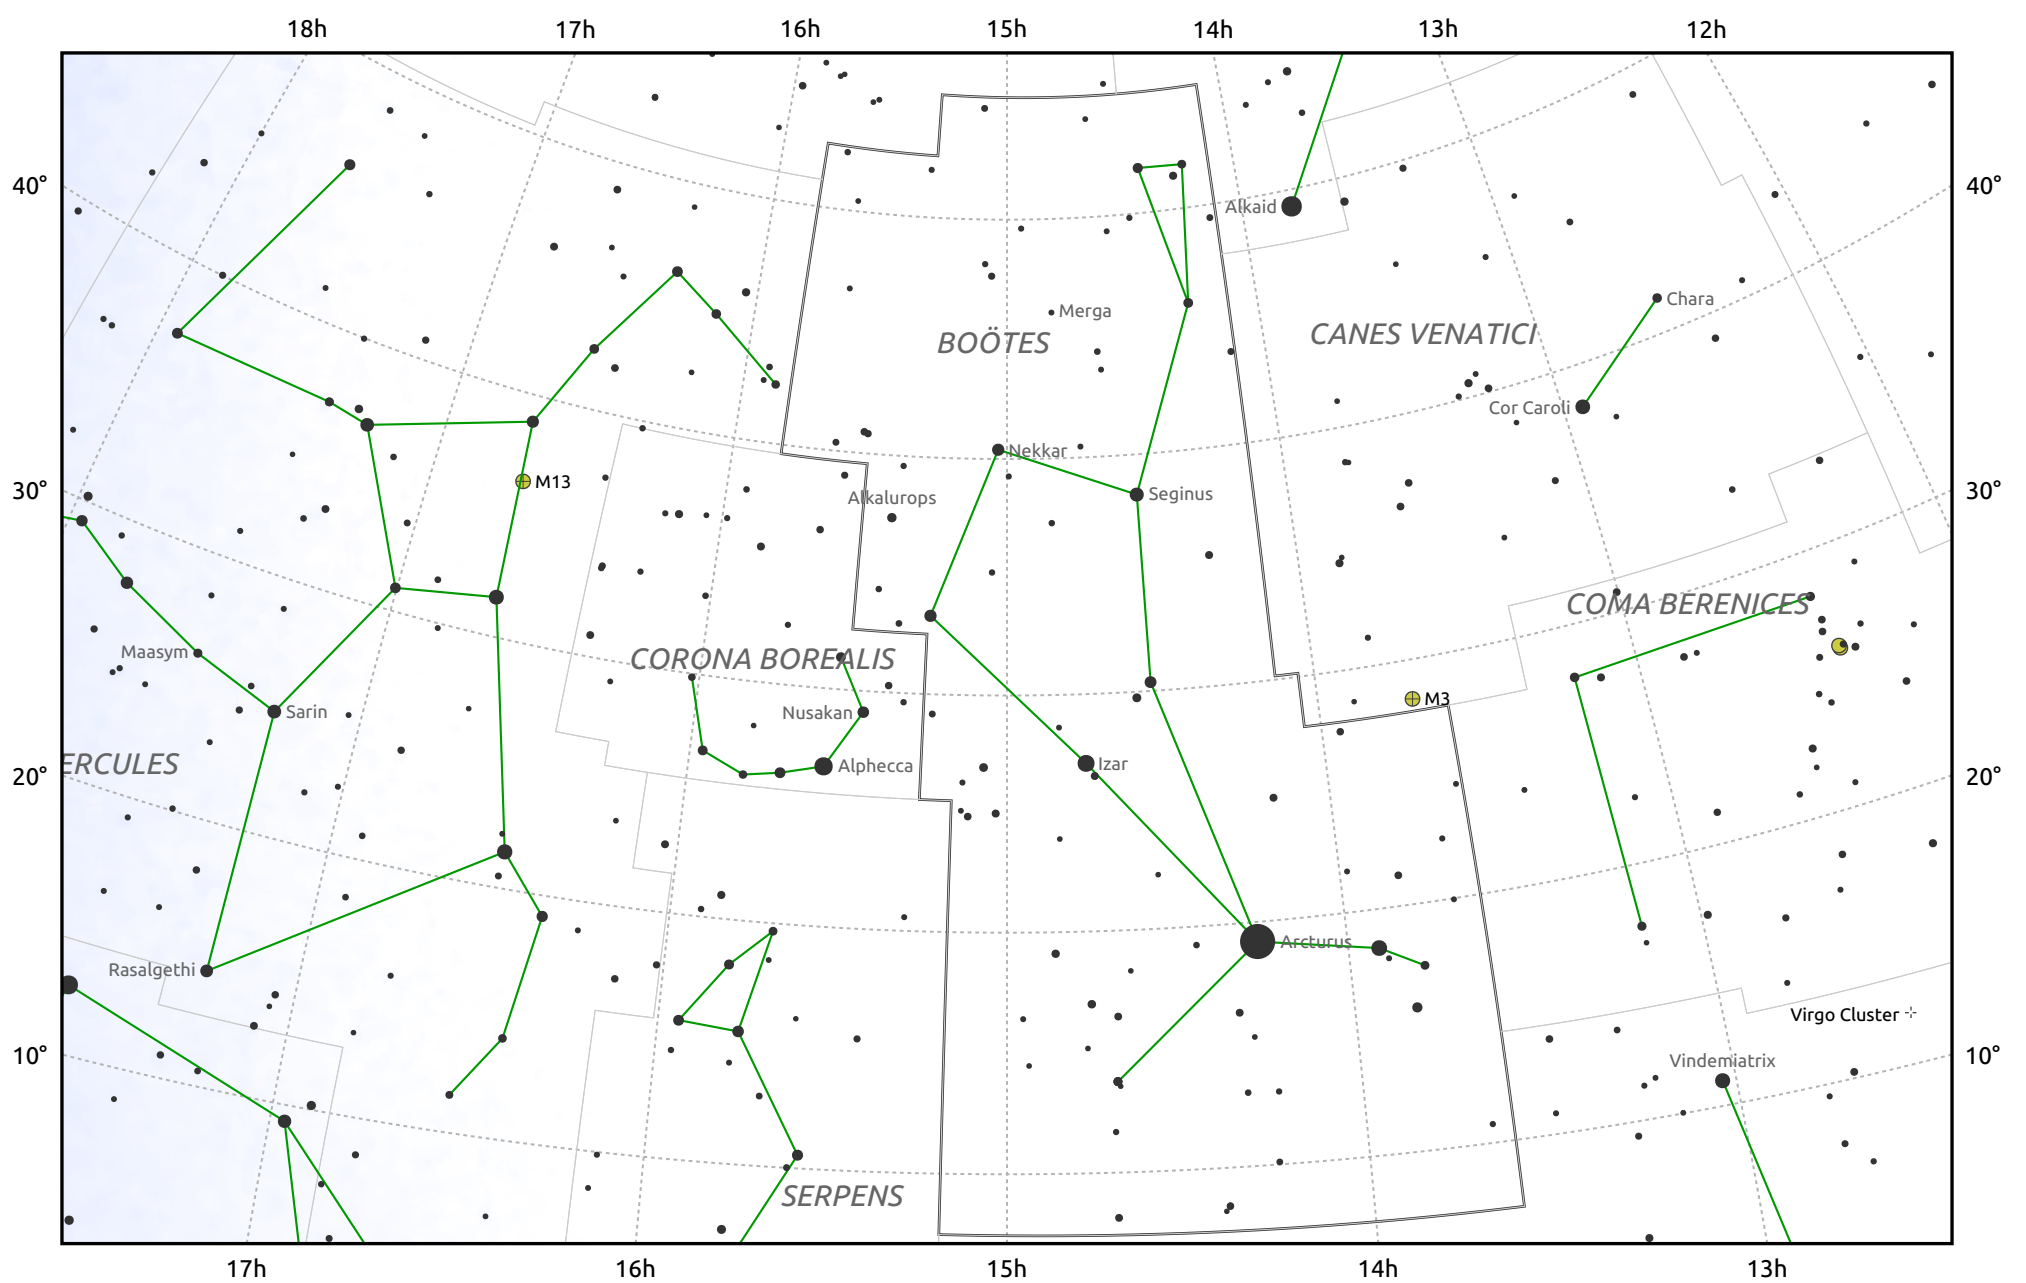 18h 17h 16h 15h 14h 13h 12h
40° 40°
Alkaid
Chara
Merga
BOÖTES
CANES VENATICI
Cor Caroli
Nekkar
M13
30° 30°
Alkalurops
Seginus
COMA BERENICES
Maasym
CORONA BOREALIS
M3
Sarin
Nusakan
ERCULES
Alphecca
Izar
20° 20°
Arcturus
Rasalgethi
Virgo Cluster
10° 10°
Vindemiatrix
SERPENS
17h 16h 15h 14h 13h